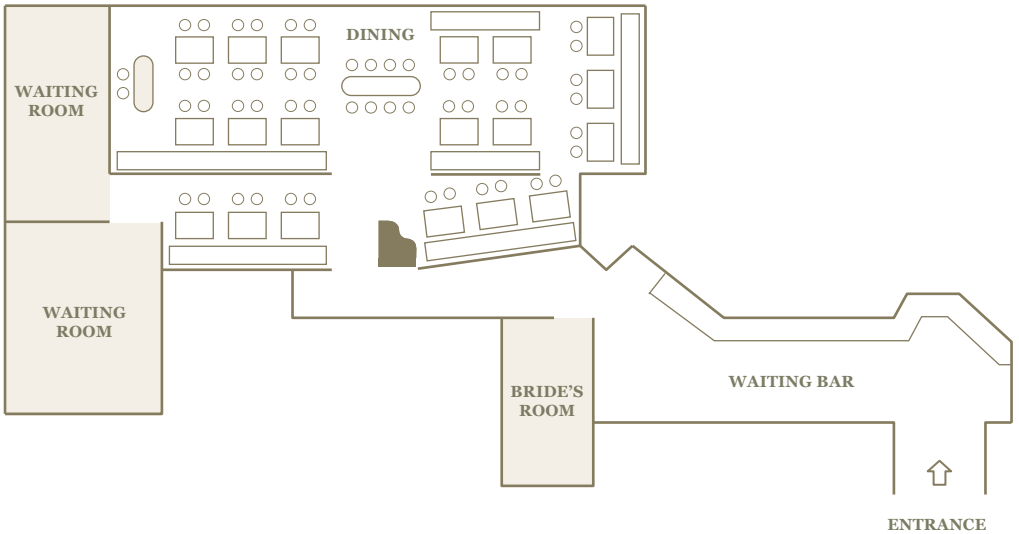 DINING
WAITING
ROOM
WAITING
ROOM
BRIDE'S
ROOM
WAITING BAR
ENTRANCE